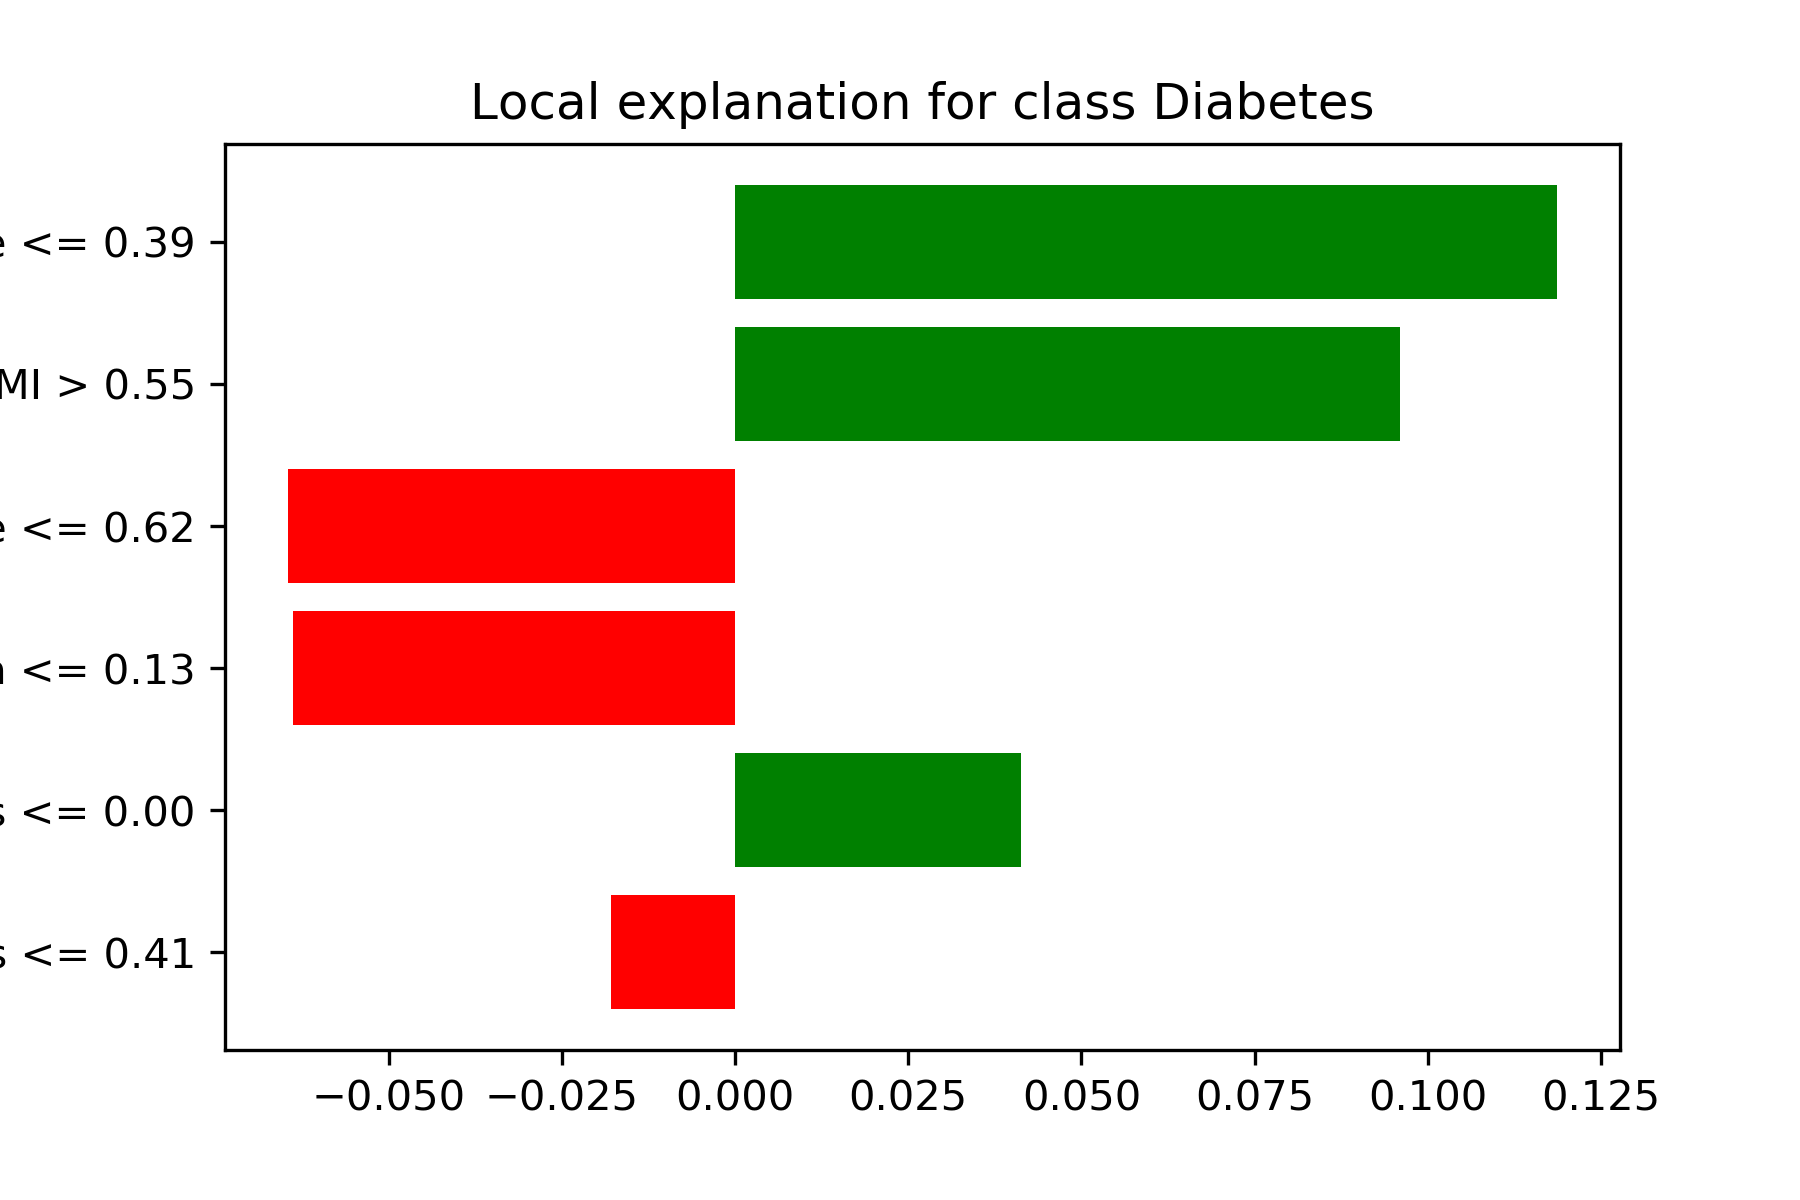 Local explanation for class Diabetes
e <= 0.39
MI > 0.55
e <= 0.62
<= 0.13
s <= 0.00
s <= 0.41
−0.050 −0.025 0.000 0.025 0.050 0.075 0.100 0.125